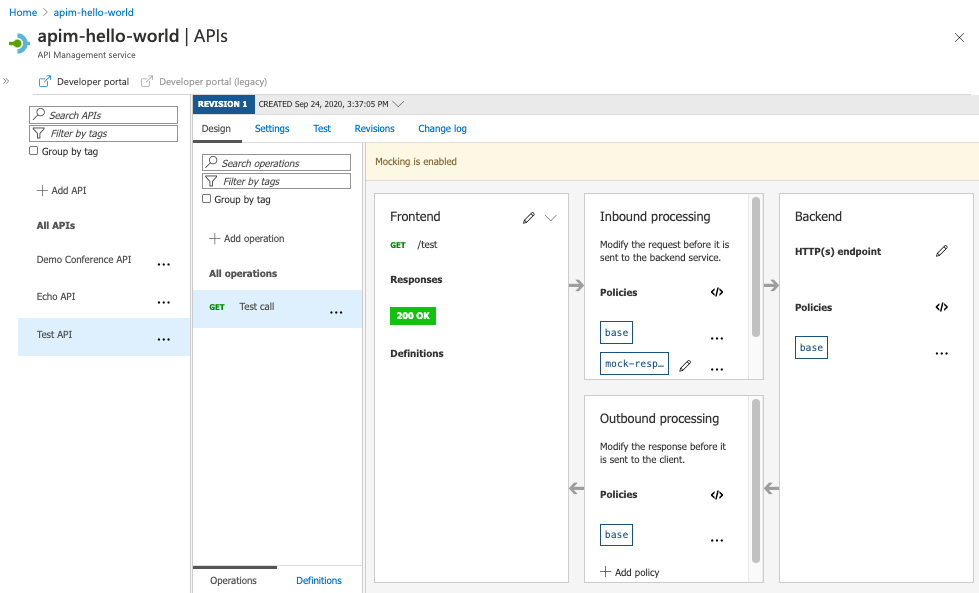 Home > apim-hello-world
apim-hello-world | APIs
API Management service
Developer portal
Developer portal (legacy)
Search APIs
Filter by tags
Group by tag
Add API
All APIs
Demo Conference API
Echo API
Test API
REVISION 1
CREATED Sep 24, 2020, 3:37:05 PM
Design
Settings
Test
Revisions
Change log
Search operations
Filter by tags
Group by tag
Add operation
All operations
GET Test call
Operations
Definitions
Mocking is enabled
Frontend
GET /test
Responses
200 OK
Definitions
Inbound processing
Modify the request before it is
sent to the backend service.
Policies
base
mock-resp…
Outbound processing
Modify the response before it
is sent to the client.
Policies
base
Add policy
Backend
HTTP(s) endpoint
Policies
base